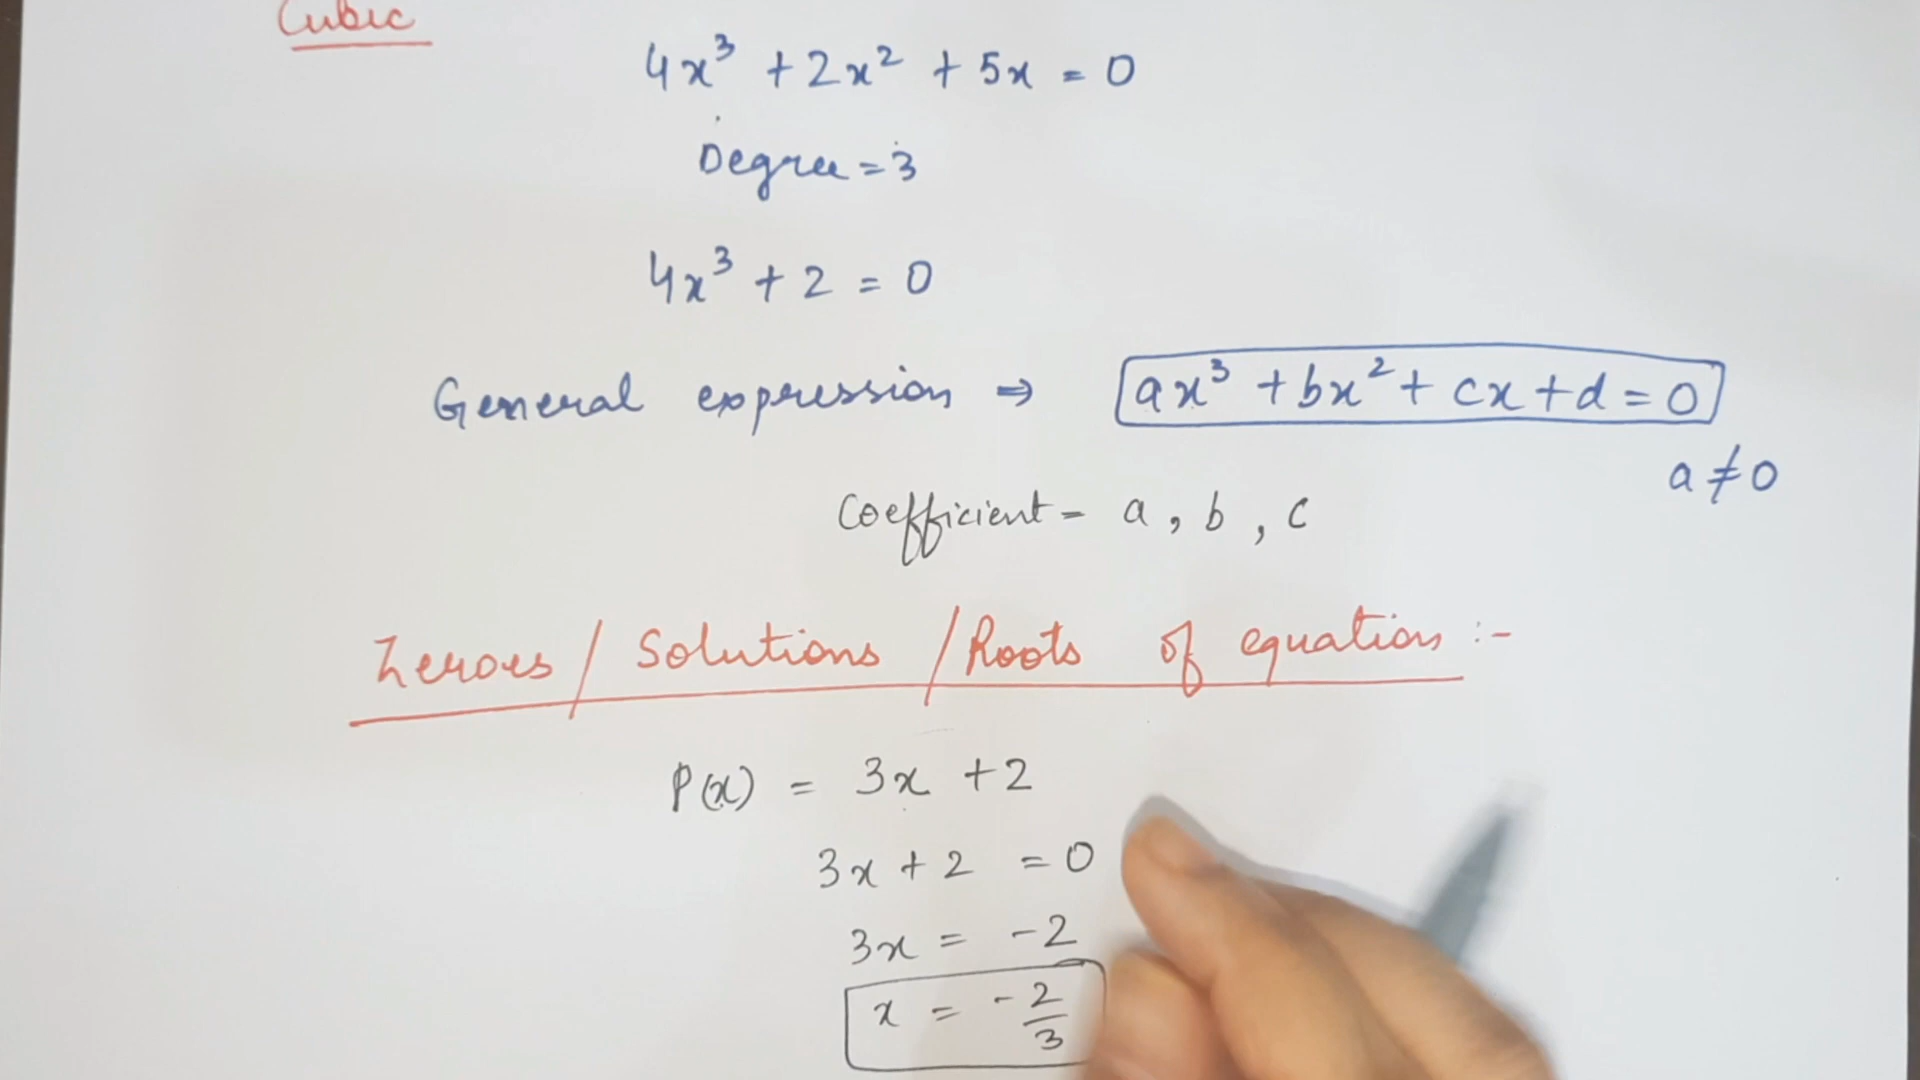 Cubic
4x³ + 2x² + 5x = 0
Degree = 3
4x³ + 2 = 0
General expression ⇒ ax³ + bx² + cx + d = 0
a ≠ 0
Coefficient = a, b, c
Zeroes / Solutions / Roots of equation :-
P(x) = 3x + 2
3x + 2 = 0
3x = -2
x = -2/3